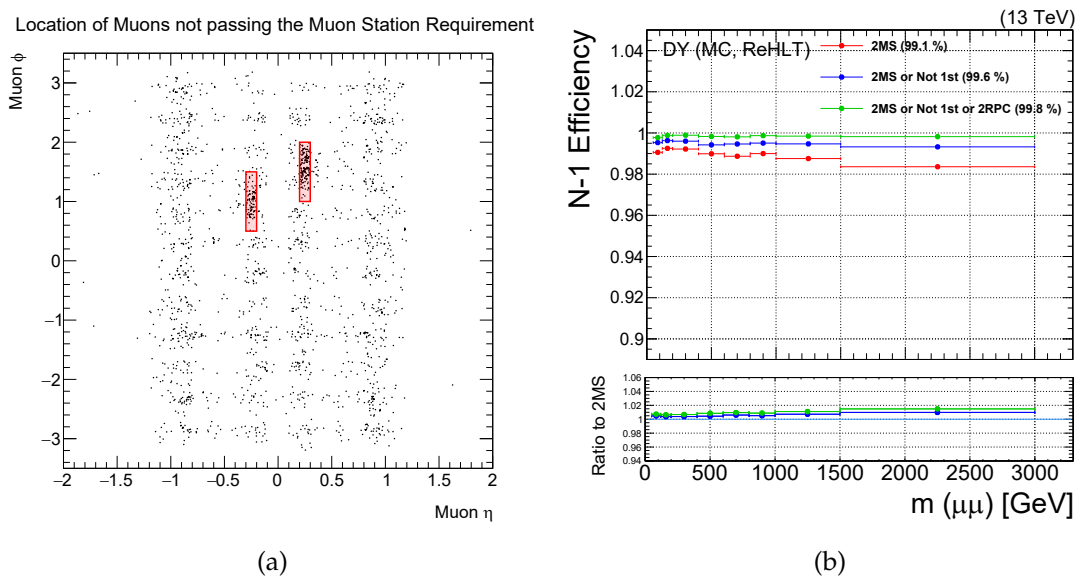 Location of Muons not passing the Muon Station Requirement
Muon ϕ
3
2
1
0
−1
−2
−3
−2
−1.5
−1
−0.5
0
0.5
1
1.5
2
Muon η
(a)
(13 TeV)
N-1 Efficiency
DY (MC, ReHLT)
2MS (99.1 %)
2MS or Not 1st (99.6 %)
2MS or Not 1st or 2RPC (99.8 %)
1.04
1.02
1
0.98
0.96
0.94
0.92
0.9
Ratio to 2MS
1.06
1.04
1.02
1
0.98
0.96
0.94
0
500
1000
1500
2000
2500
3000
m (μμ) [GeV]
(b)